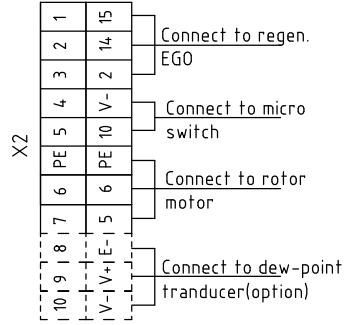 1 15
2 14
3 2
Connect to regen.
EGO
4 V-
5 10
Connect to micro
switch
X2
PE PE
6 6
7 5
Connect to rotor
motor
8 E-
9 V+
10 V-
Connect to dew-point
tranducer(option)